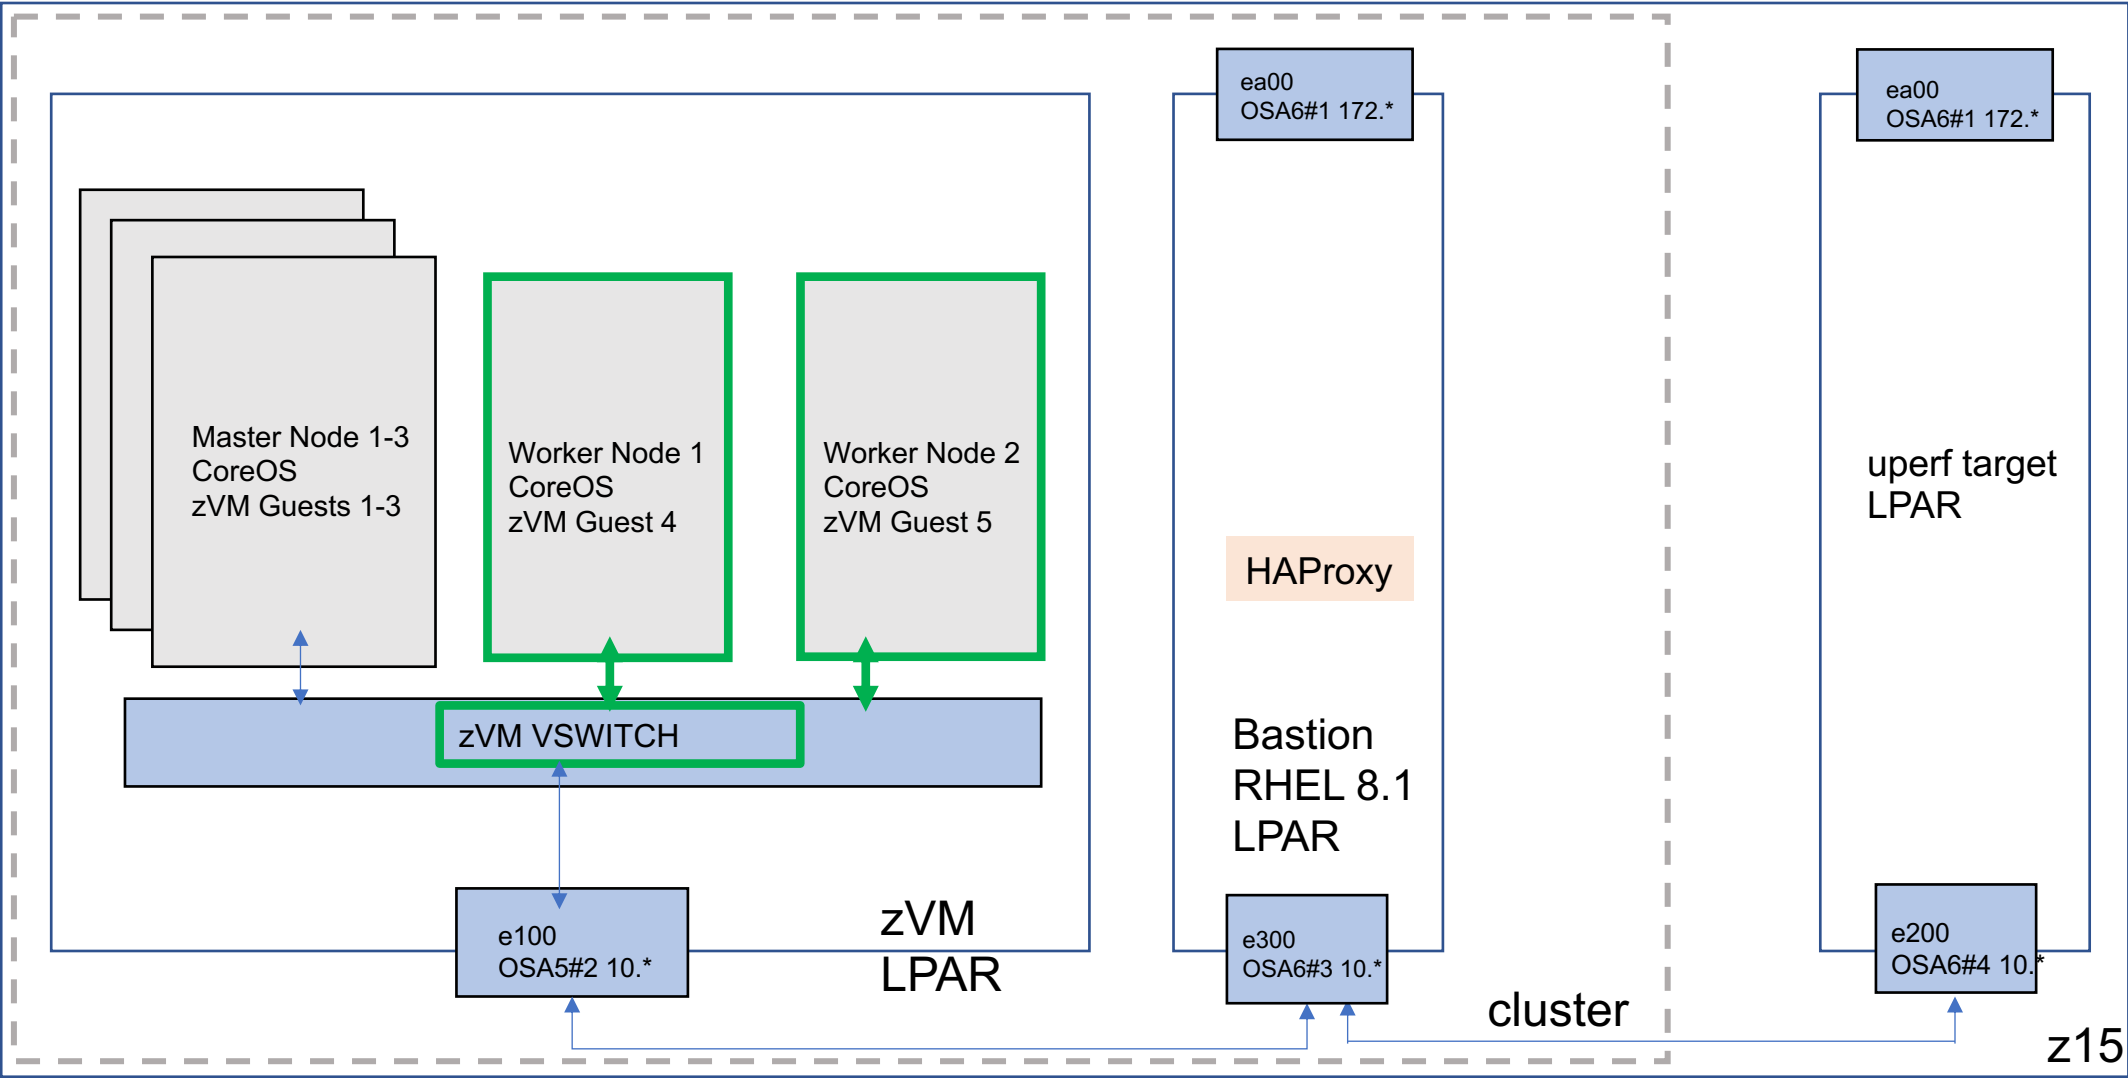 ea00
OSA6#1 172.*
ea00
OSA6#1 172.*
Master Node 1-3
CoreOS
zVM Guests 1-3
Worker Node 1
CoreOS
zVM Guest 4
Worker Node 2
CoreOS
zVM Guest 5
uperf target
LPAR
HAProxy
zVM VSWITCH
Bastion
RHEL 8.1
LPAR
zVM
LPAR
e100
OSA5#2 10.*
e300
OSA6#3 10.*
e200
OSA6#4 10.*
cluster
z15